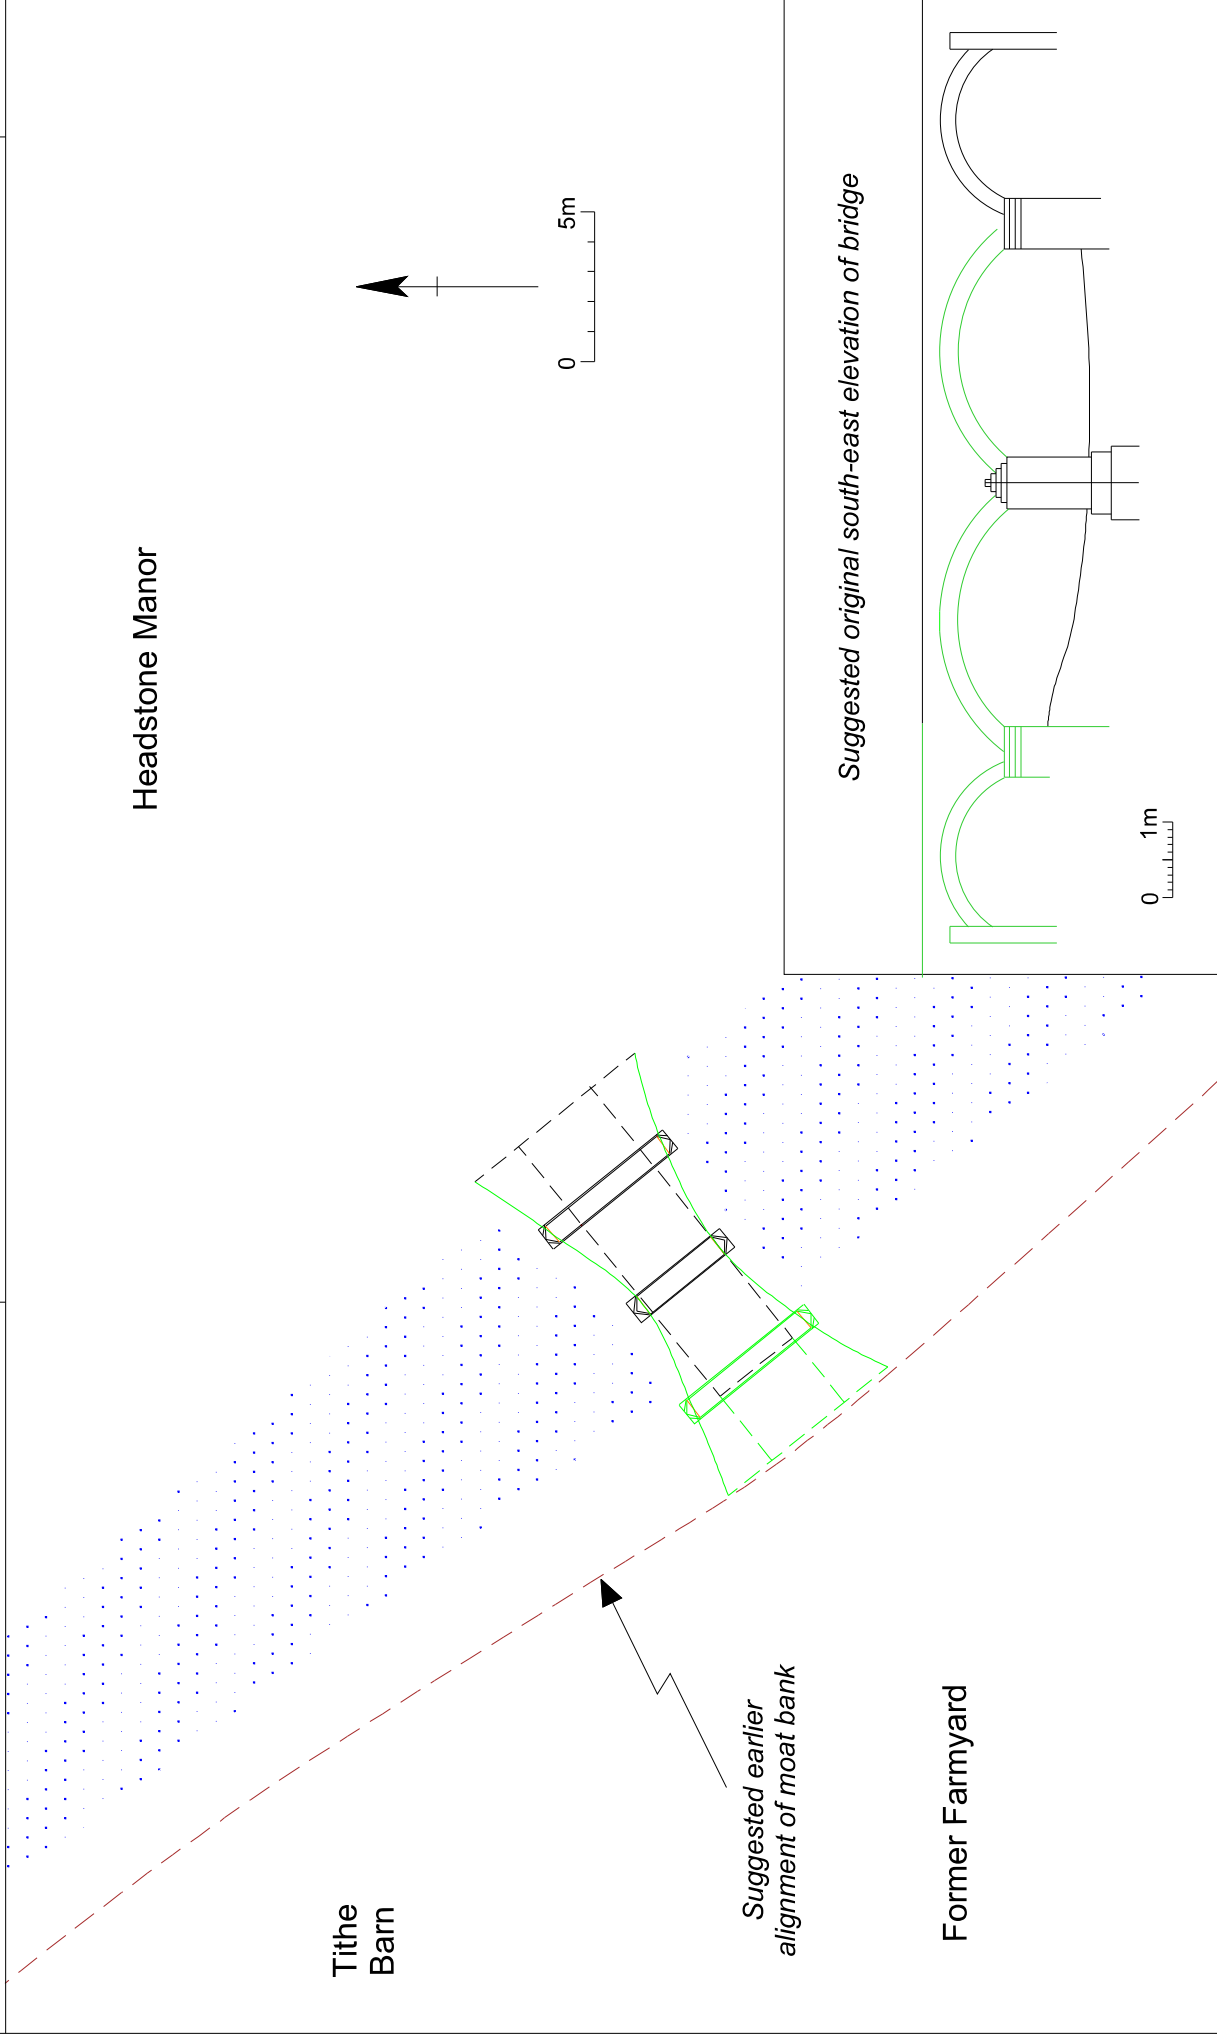 Headstone Manor
0 5m
Suggested original south-east elevation of bridge
0 1m
Tithe
Barn
Suggested earlier
alignment of moat bank
Former Farmyard